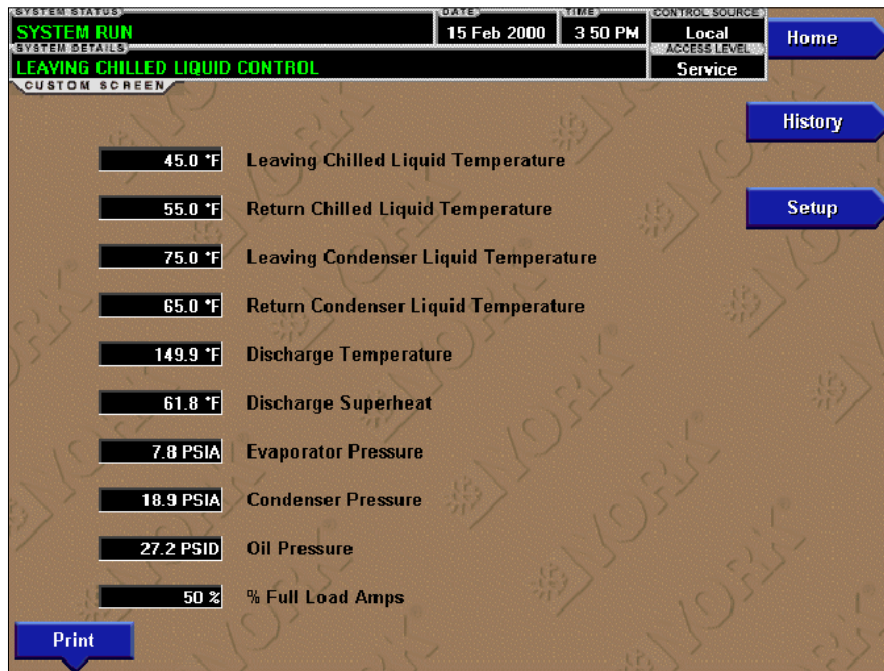 SYSTEM STATUS
SYSTEM RUN
DATE
15 Feb 2000
TIME
3 50 PM
CONTROL SOURCE
Local
Home
SYSTEM DETAILS
LEAVING CHILLED LIQUID CONTROL
ACCESS LEVEL
Service
CUSTOM SCREEN
History
45.0 °F Leaving Chilled Liquid Temperature
55.0 °F Return Chilled Liquid Temperature
Setup
75.0 °F Leaving Condenser Liquid Temperature
65.0 °F Return Condenser Liquid Temperature
149.9 °F Discharge Temperature
61.8 °F Discharge Superheat
7.8 PSIA Evaporator Pressure
18.9 PSIA Condenser Pressure
27.2 PSID Oil Pressure
50 % % Full Load Amps
Print
YORK